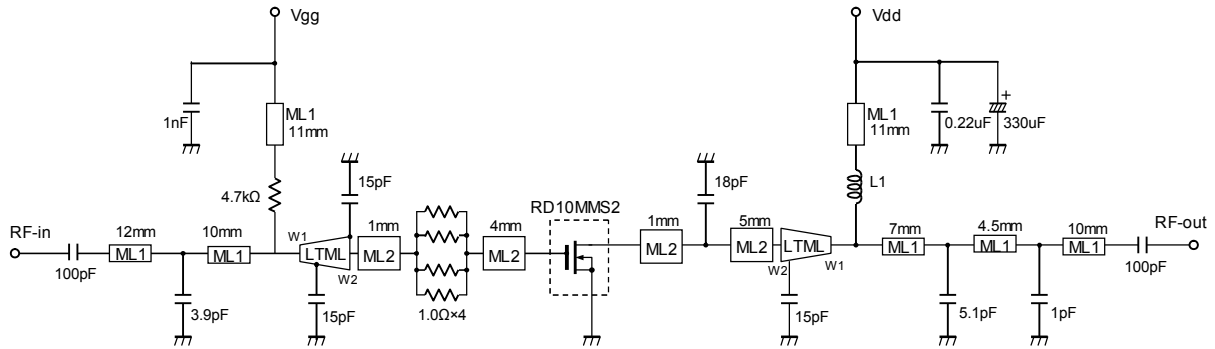 Vgg
Vdd
1nF
ML1
11mm
4.7kΩ
15pF
18pF
ML1
11mm
0.22uF
+
330uF
L1
RF-in
100pF
12mm
ML1
3.9pF
10mm
ML1
W1
LTML
W2
15pF
1mm
ML2
1.0Ω×4
4mm
ML2
RD10MMS2
1mm
ML2
5mm
ML2
LTML
W2
W1
15pF
7mm
ML1
5.1pF
4.5mm
ML1
1pF
10mm
ML1
100pF
RF-out